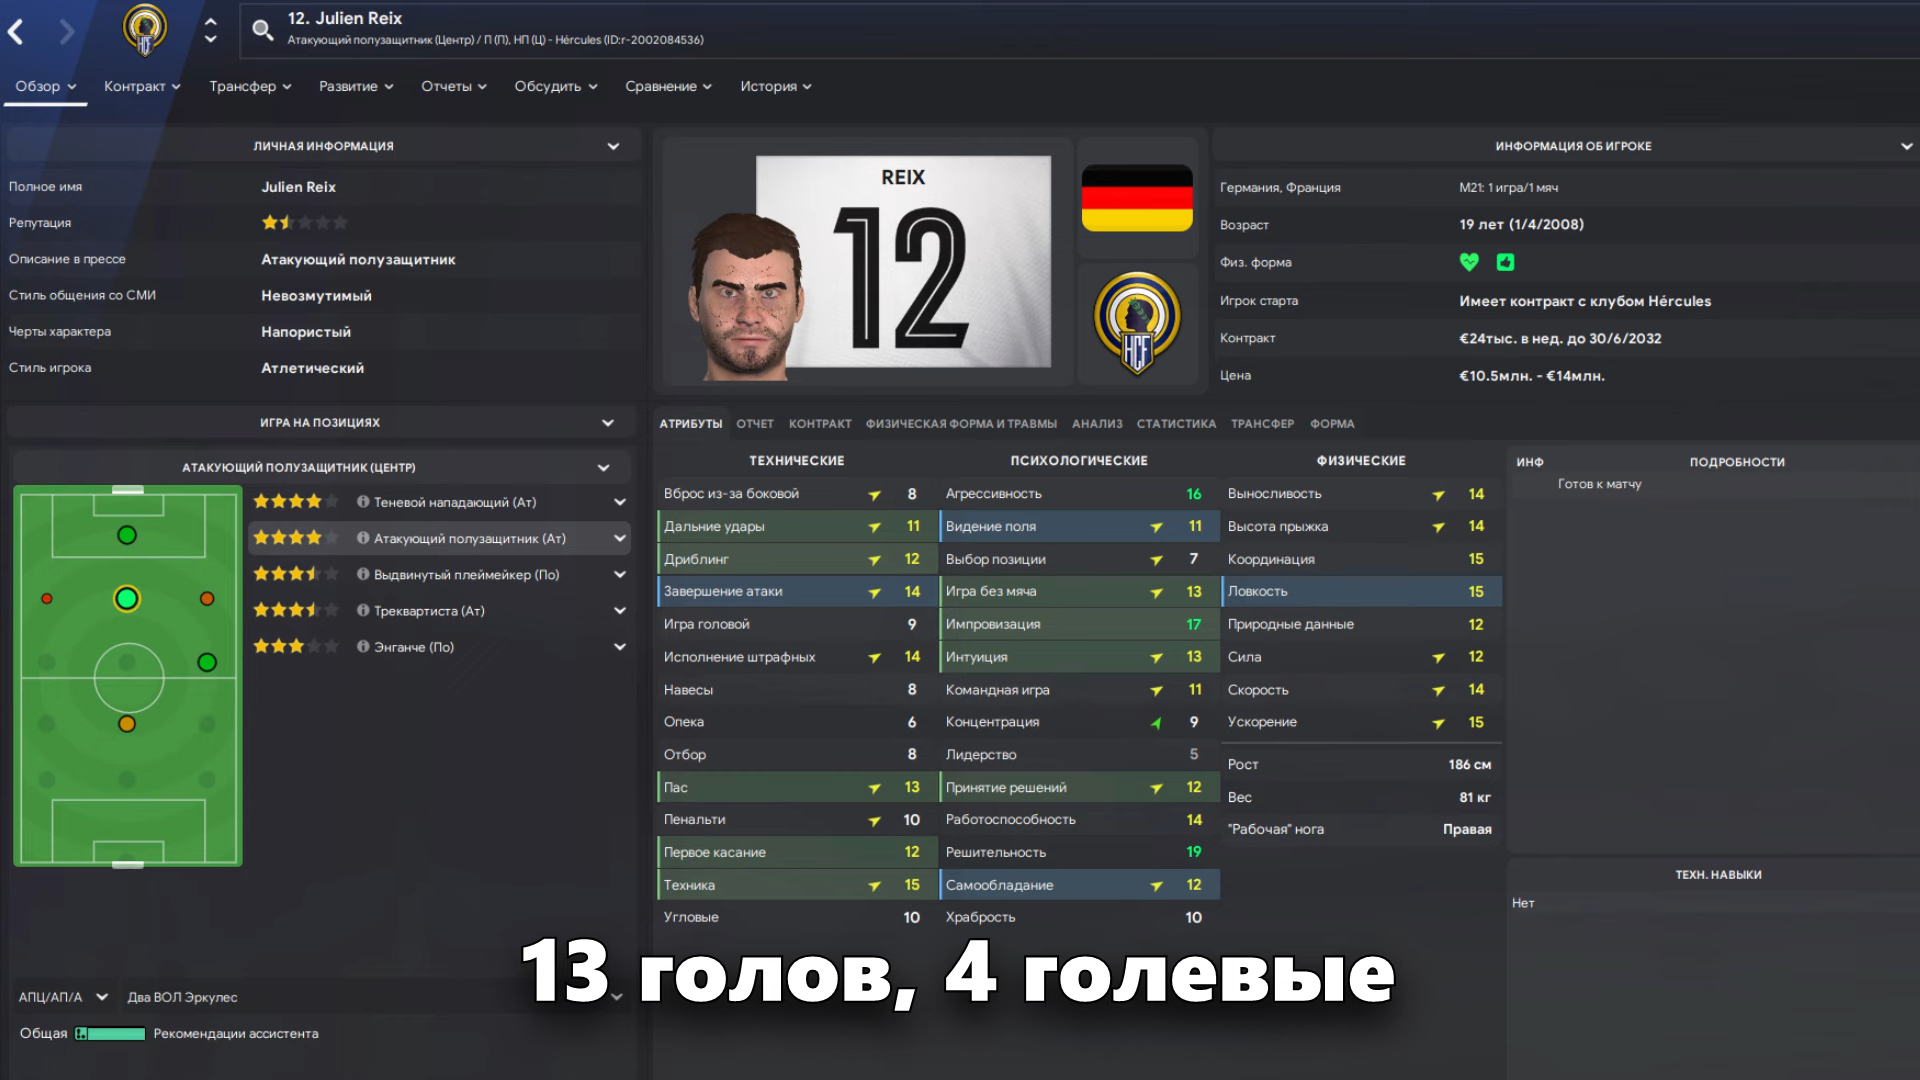 12. Julien Reix
Атакующий полузащитник (Центр) / П (П), НП (Ц) - Hércules (ID:r-2002084536)
Обзор
Контракт
Трансфер
Развитие
Отчеты
Обсудить
Сравнение
История
ЛИЧНАЯ ИНФОРМАЦИЯ
Полное имя Julien Reix
Репутация
Описание в прессе Атакующий полузащитник
Стиль общения со СМИ Невозмутимый
Черты характера Напористый
Стиль игрока Атлетический
REIX
12
HCF
ИНФОРМАЦИЯ ОБ ИГРОКЕ
Германия, Франция М21: 1 игра/1 мяч
Возраст 19 лет (1/4/2008)
Физ. форма
Игрок старта Имеет контракт с клубом Hércules
Контракт €24тыс. в нед. до 30/6/2032
Цена €10.5млн. - €14млн.
ИГРА НА ПОЗИЦИЯХ
АТАКУЮЩИЙ ПОЛУЗАЩИТНИК (ЦЕНТР)
Теневой нападающий (Ат)
Атакующий полузащитник (Ат)
Выдвинутый плеймейкер (По)
Треквартиста (Ат)
Энганче (По)
АПЦ/АП/А Два ВОЛ Эркулес
Общая Рекомендации ассистента
АТРИБУТЫ ОТЧЕТ КОНТРАКТ ФИЗИЧЕСКАЯ ФОРМА И ТРАВМЫ АНАЛИЗ СТАТИСТИКА ТРАНСФЕР ФОРМА
ТЕХНИЧЕСКИЕ
Вброс из-за боковой 8
Дальние удары 11
Дриблинг 12
Завершение атаки 14
Игра головой 9
Исполнение штрафных 14
Навесы 8
Опека 6
Отбор 8
Пас 13
Пенальти 10
Первое касание 12
Техника 15
Угловые 10
ПСИХОЛОГИЧЕСКИЕ
Агрессивность 16
Видение поля 11
Выбор позиции 7
Игра без мяча 13
Импровизация 17
Интуиция 13
Командная игра 11
Концентрация 9
Лидерство 5
Принятие решений 12
Работоспособность 14
Решительность 19
Самообладание 12
Храбрость 10
ФИЗИЧЕСКИЕ
Выносливость 14
Высота прыжка 14
Координация 15
Ловкость 15
Природные данные 12
Сила 12
Скорость 14
Ускорение 15
Рост 186 см
Вес 81 кг
"Рабочая" нога Правая
ИНФ ПОДРОБНОСТИ
Готов к матчу
ТЕХН. НАВЫКИ
Нет
13 голов, 4 голевые